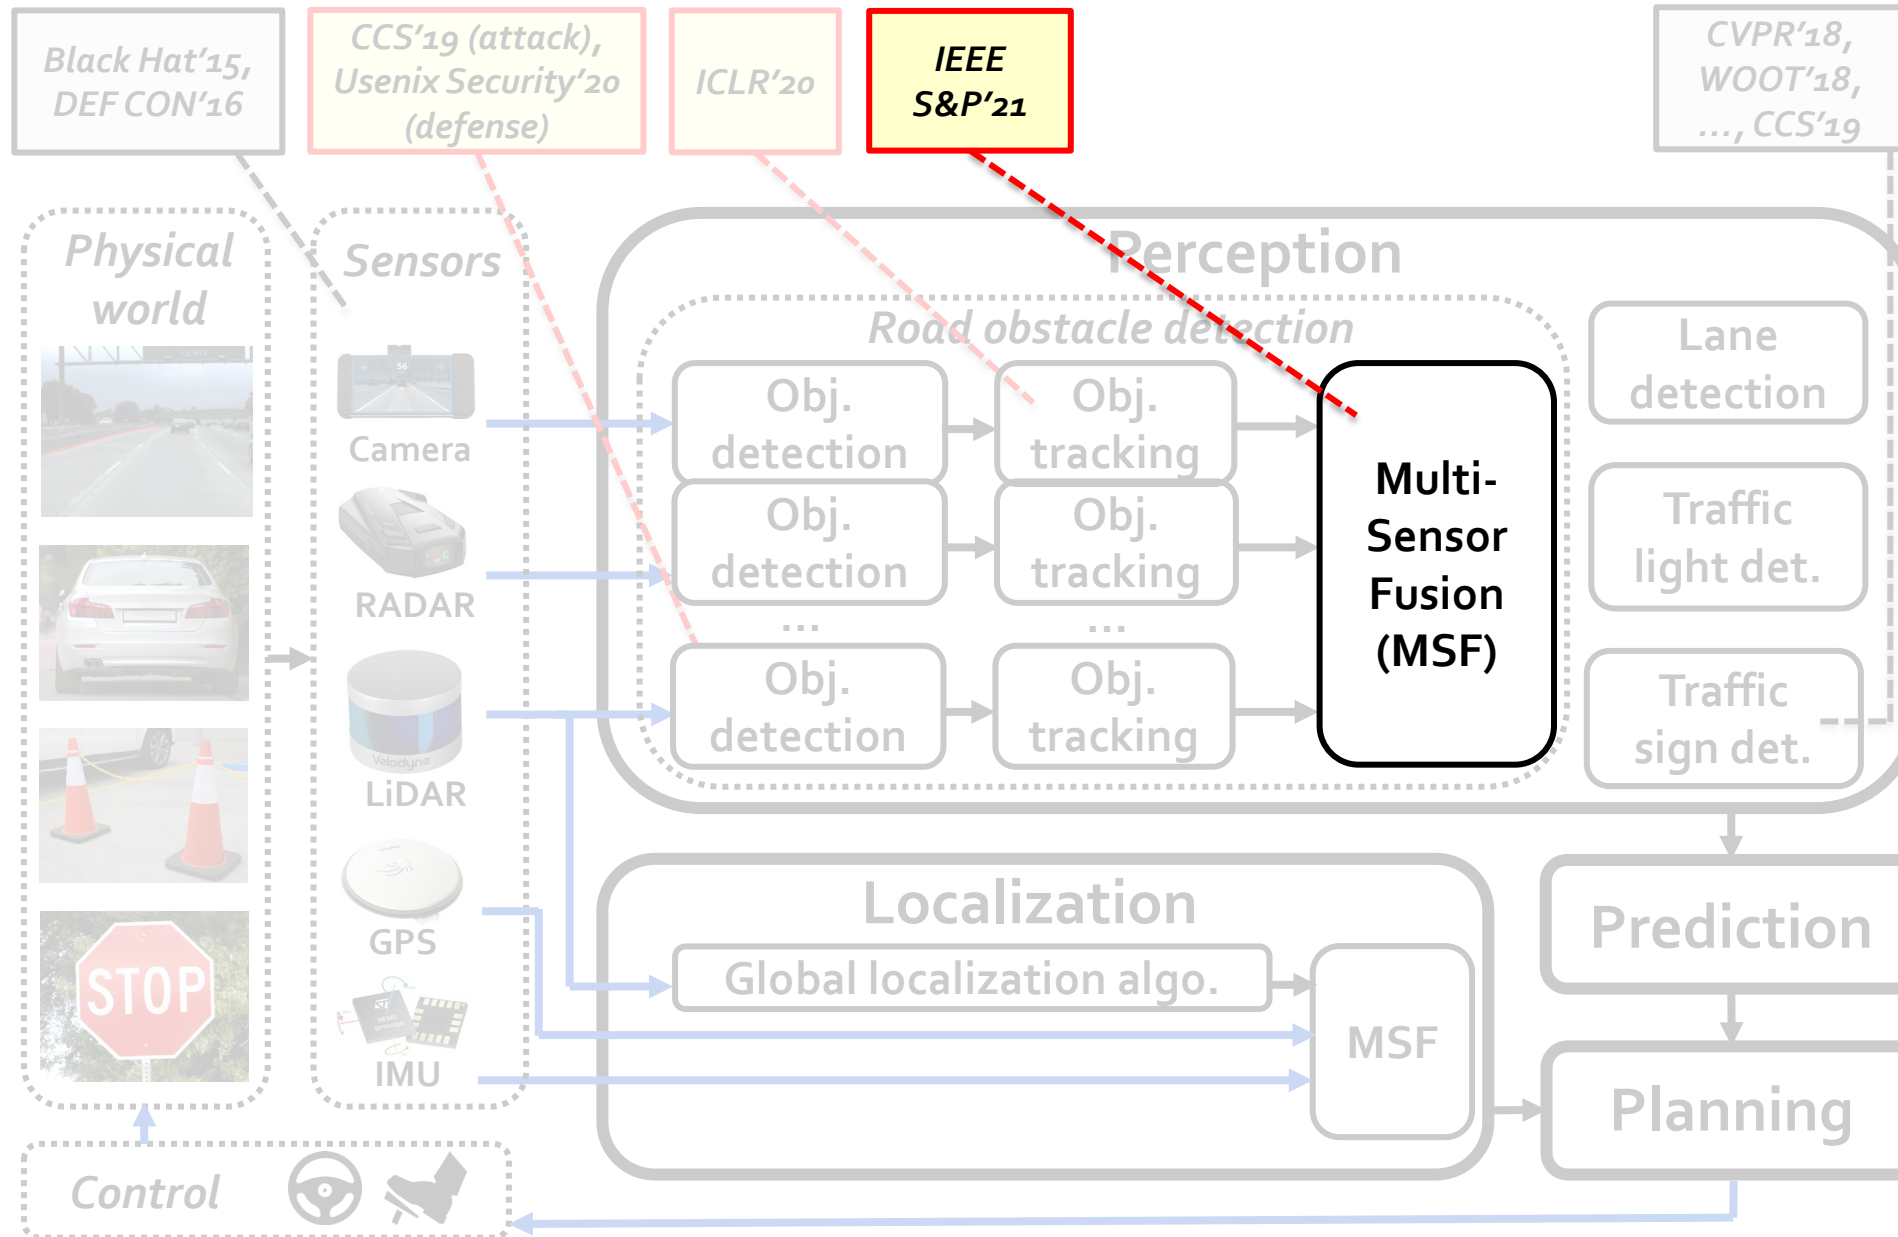 Black Hat'15,
DEF CON'16
CCS'19 (attack),
Usenix Security'20
(defense)
ICLR'20
IEEE
S&P'21
CVPR'18,
WOOT'18,
..., CCS'19
Physical
world
Sensors
Perception
Road obstacle detection
56
Camera
RADAR
Velodyne
LiDAR
GPS
IMU
STOP
Obj.
detection
Obj.
tracking
Obj.
detection
Obj.
tracking
...
...
Obj.
detection
Obj.
tracking
Multi-
Sensor
Fusion
(MSF)
Lane
detection
Traffic
light det.
Traffic
sign det.
Localization
Global localization algo.
MSF
Prediction
Planning
Control